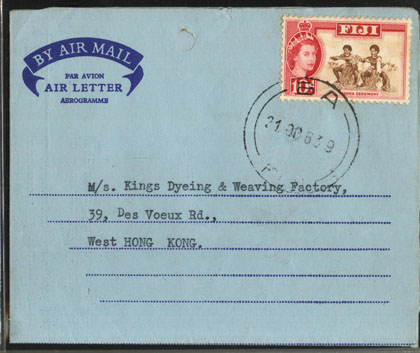 BY AIR MAIL
PAR AVION
AIR LETTER
AEROGRAMME
FIJI
BA
M/s. Kings Dyeing & Weaving Factory,
39, Des Voeux Rd.,
West HONG KONG.